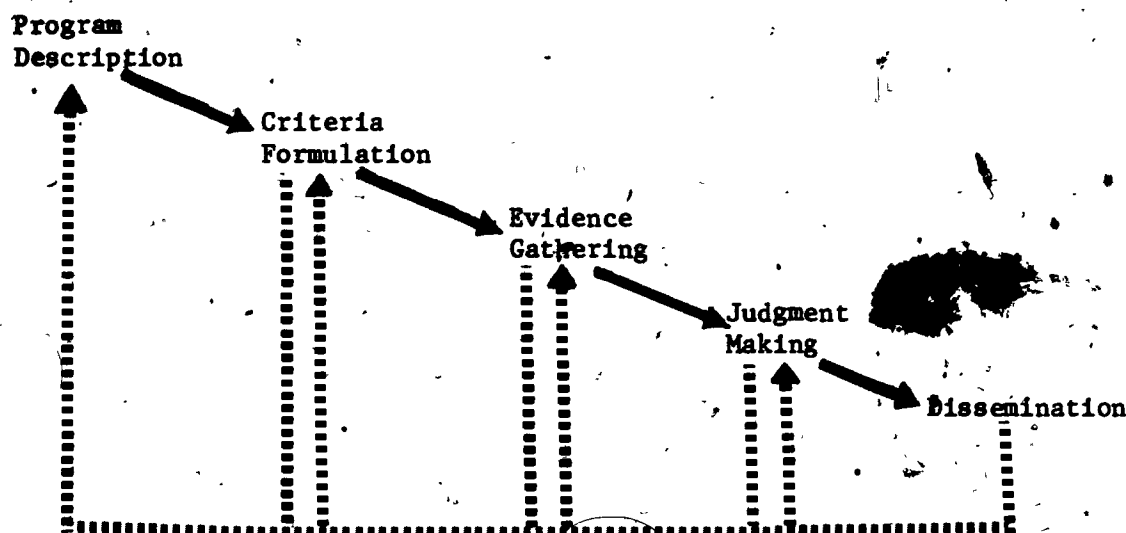 Program
Description
Criteria
Formulation
Evidence
Gathering
Judgment
Making
Dissemination